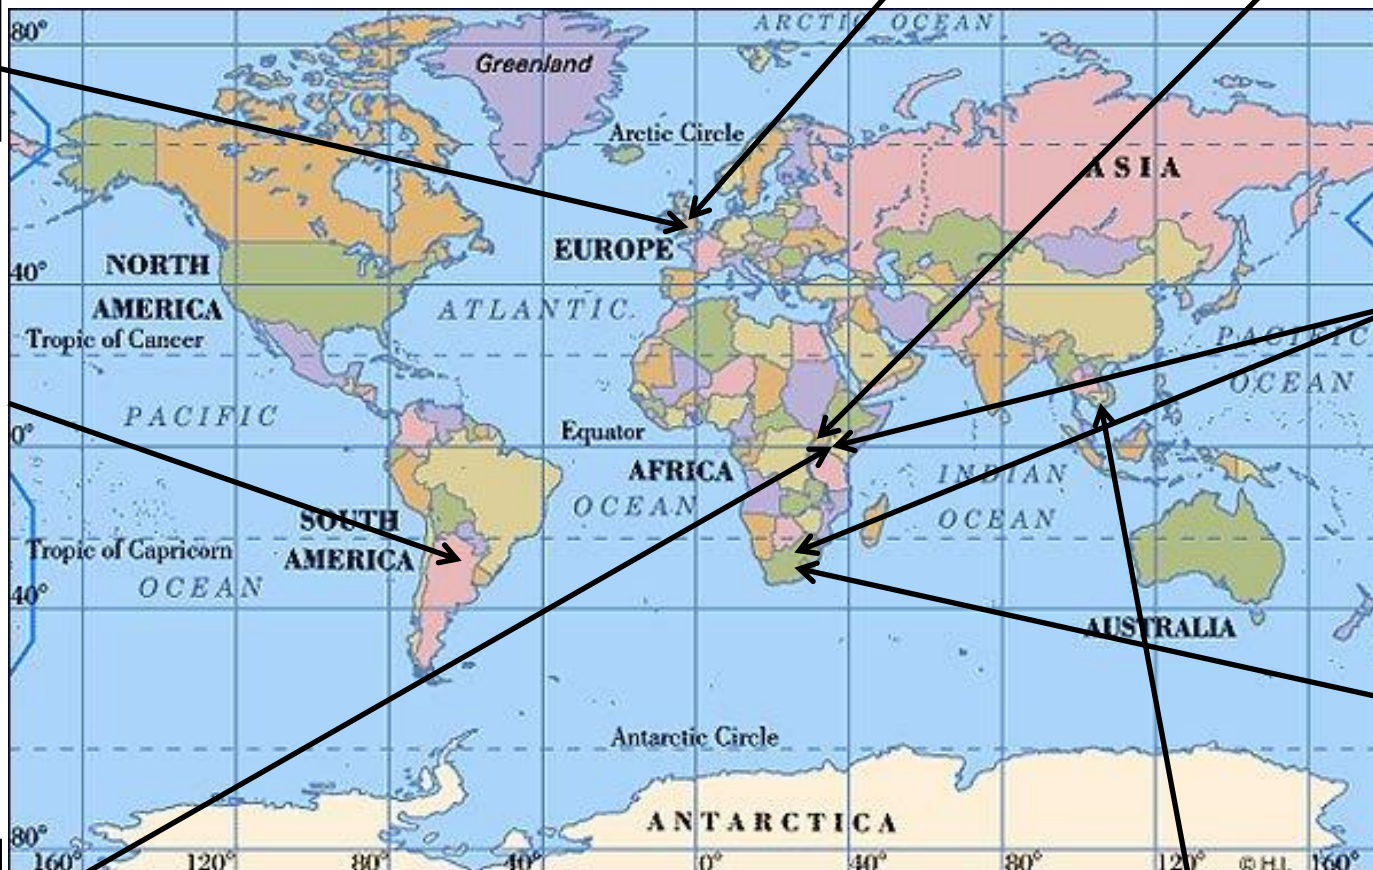 ARCTIC OCEAN
80°
Greenland
Arctic Circle
ASIA
EUROPE
NORTH
AMERICA
40°
ATLANTIC
Tropic of Cancer
PACIFIC
OCEAN
PACIFIC
0°
Equator
AFRICA
INDIAN
OCEAN
OCEAN
SOUTH
AMERICA
Tropic of Capricorn
OCEAN
40°
AUSTRALIA
Antarctic Circle
ANTARCTICA
80°
160° 120° 80° 40° 0° 40° 80° 120° © H.I. 160°